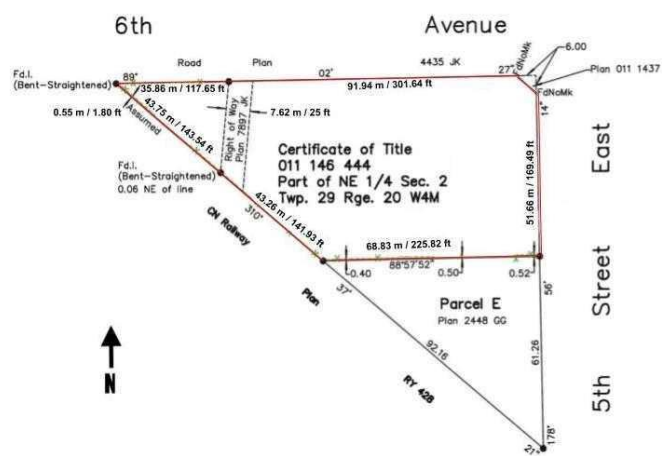 6th Avenue
Road Plan 4435 JK
FdNoMk
6.00
Plan 011 1437
Fd.I.
(Bent-Straightened)
89°
02'
27"
35.86 m / 117.65 ft
91.94 m / 301.64 ft
FdNoMk
0.55 m / 1.80 ft
Assumed
43.75 m / 143.54 ft
Right of Way
Plan 7897 JK
7.62 m / 25 ft
14"
East
Certificate of Title
011 146 444
Part of NE 1/4 Sec. 2
Twp. 29 Rge. 20 W4M
51.66 m / 169.49 ft
Fd.I.
(Bent-Straightened)
0.06 NE of line
CN Railway
310°
43.26 m / 141.93 ft
68.83 m / 225.82 ft
88°57'52"
0.40
0.50
0.52
Street
Plan
37'
56'
Parcel E
Plan 2448 GG
N
92.16
61.26
RY 428
5th
21"
178°